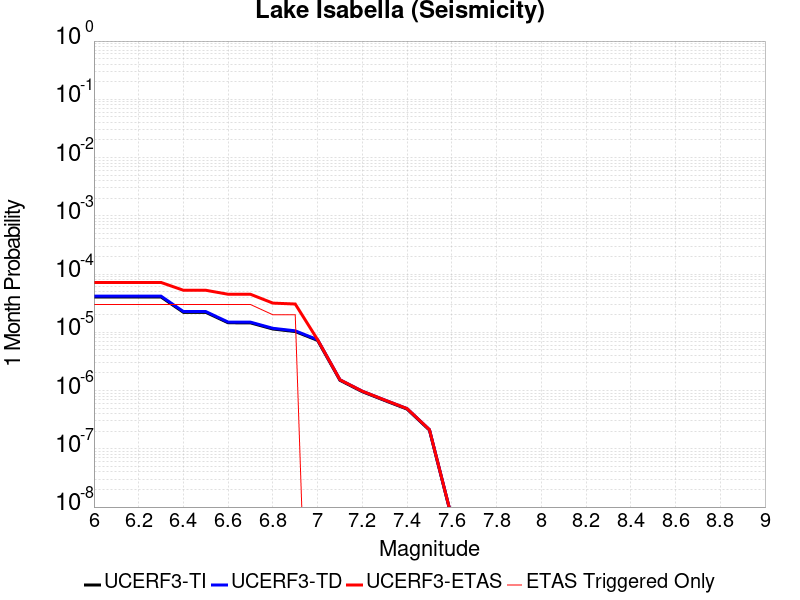 Lake Isabella (Seismicity)
1 Month Probability
10^0
10^-1
10^-2
10^-3
10^-4
10^-5
10^-6
10^-7
10^-8
6 6.2 6.4 6.6 6.8 7 7.2 7.4 7.6 7.8 8 8.2 8.4 8.6 8.8 9
Magnitude
UCERF3-TI UCERF3-TD UCERF3-ETAS ETAS Triggered Only